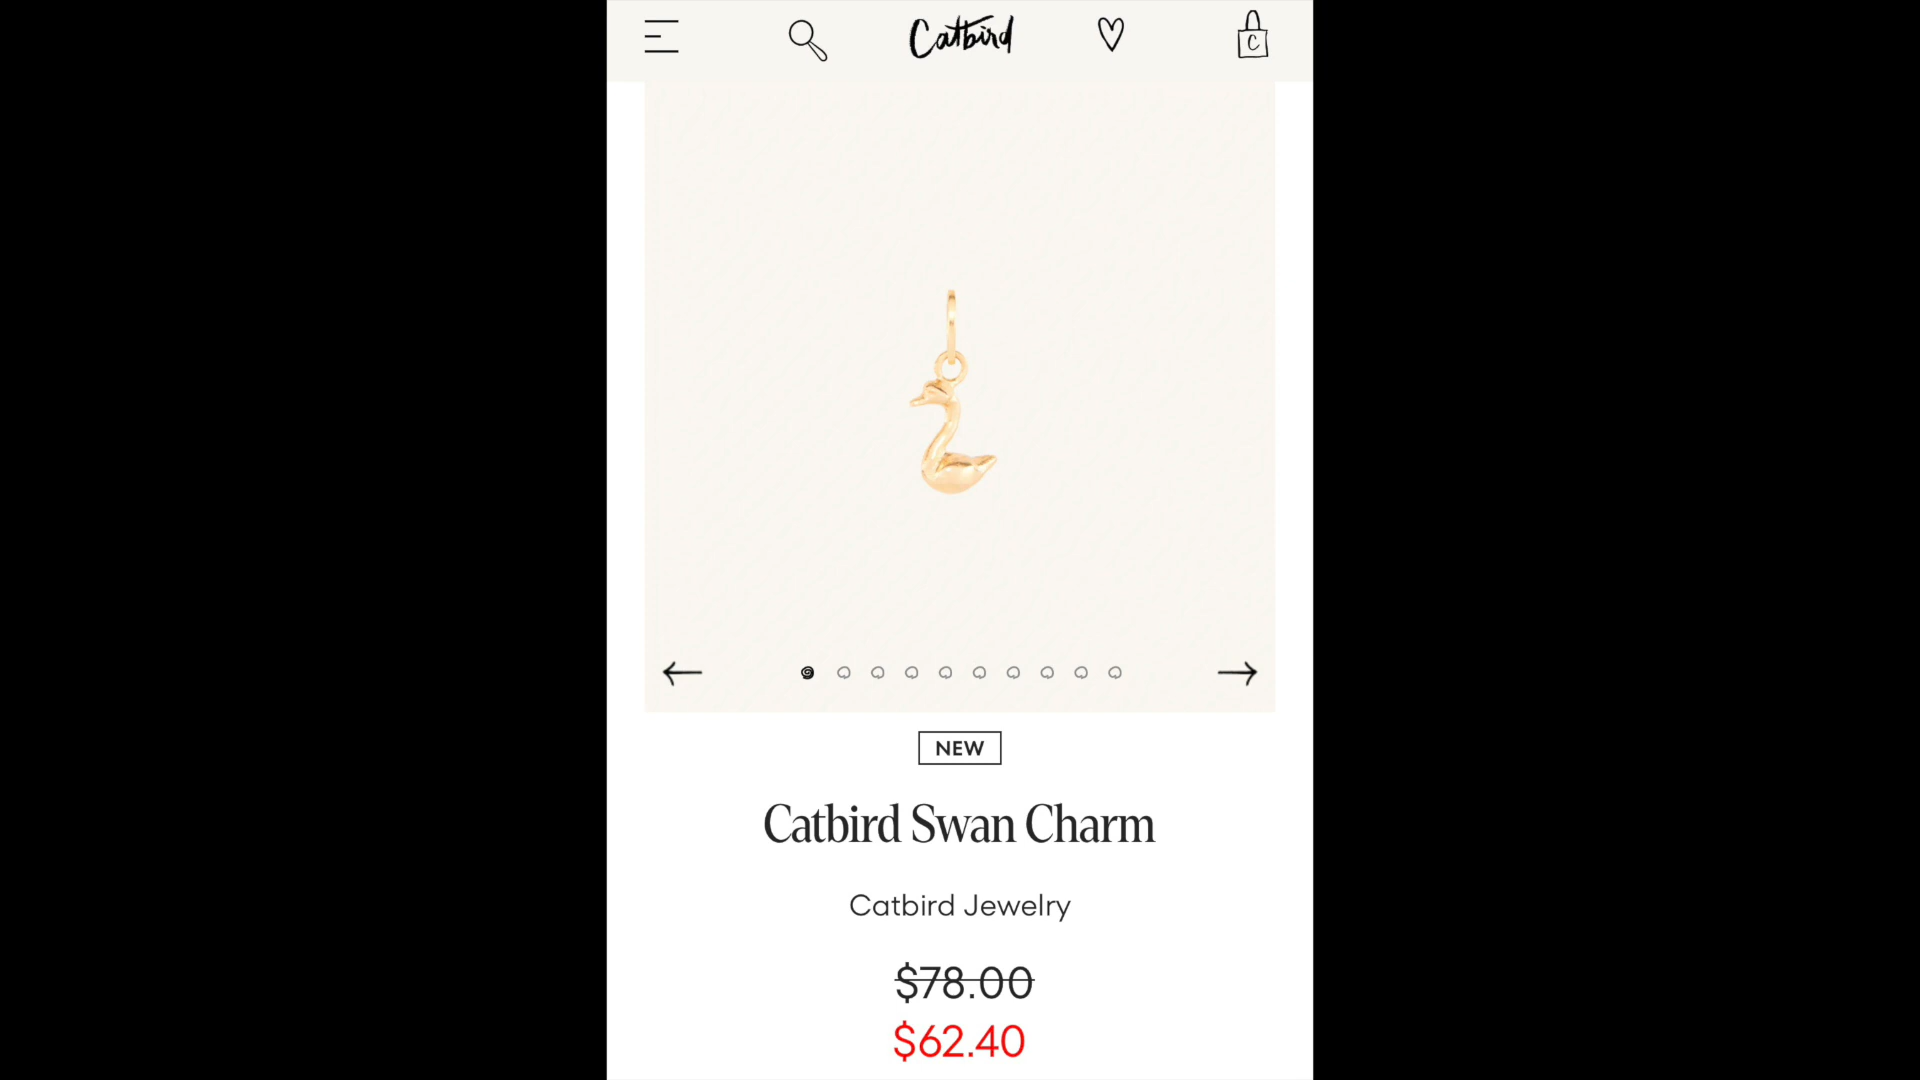 Catbird
C
NEW
Catbird Swan Charm
Catbird Jewelry
$78.00
$62.40